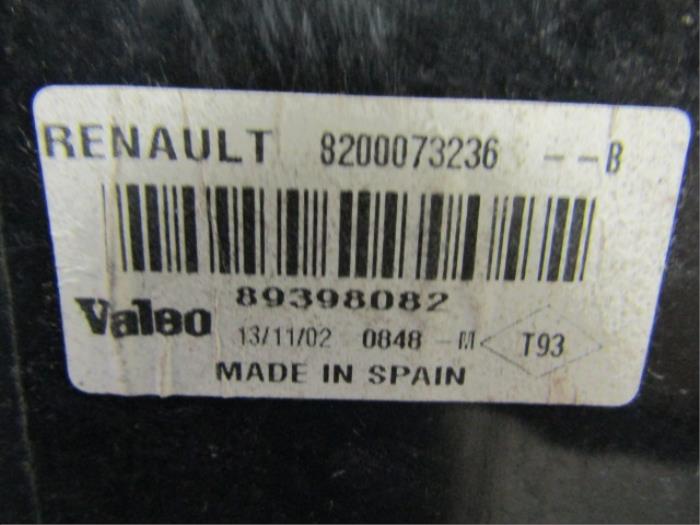 RENAULT 8200073236 --B
89398082
Valeo 13/11/02 0848 -M T93
MADE IN SPAIN